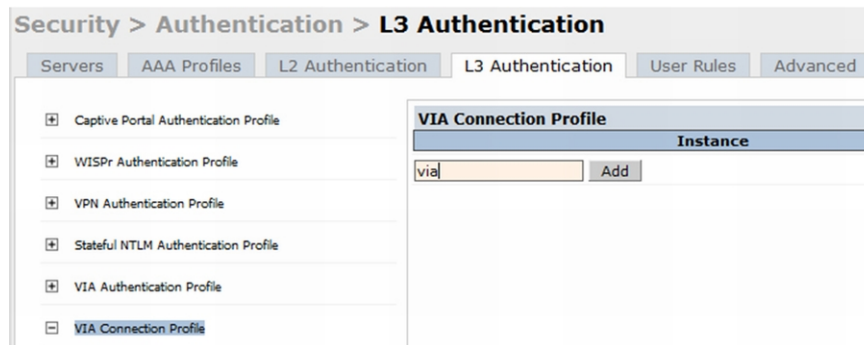 Security > Authentication > L3 Authentication
Servers AAA Profiles L2 Authentication L3 Authentication User Rules Advanced
Captive Portal Authentication Profile
WISPr Authentication Profile
VPN Authentication Profile
Stateful NTLM Authentication Profile
VIA Authentication Profile
VIA Connection Profile
VIA Connection Profile
Instance
via Add